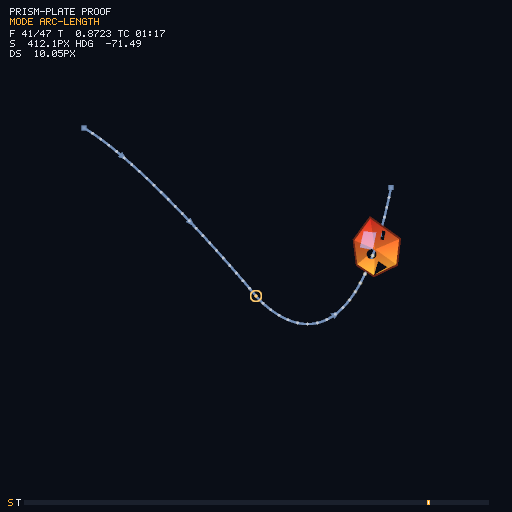 PRISM-PLATE PROOF
MODE ARC-LENGTH
F 41/47 T  0.8723 TC 01:17
S  412.1PX HDG  -71.49
DS  10.05PX
ST